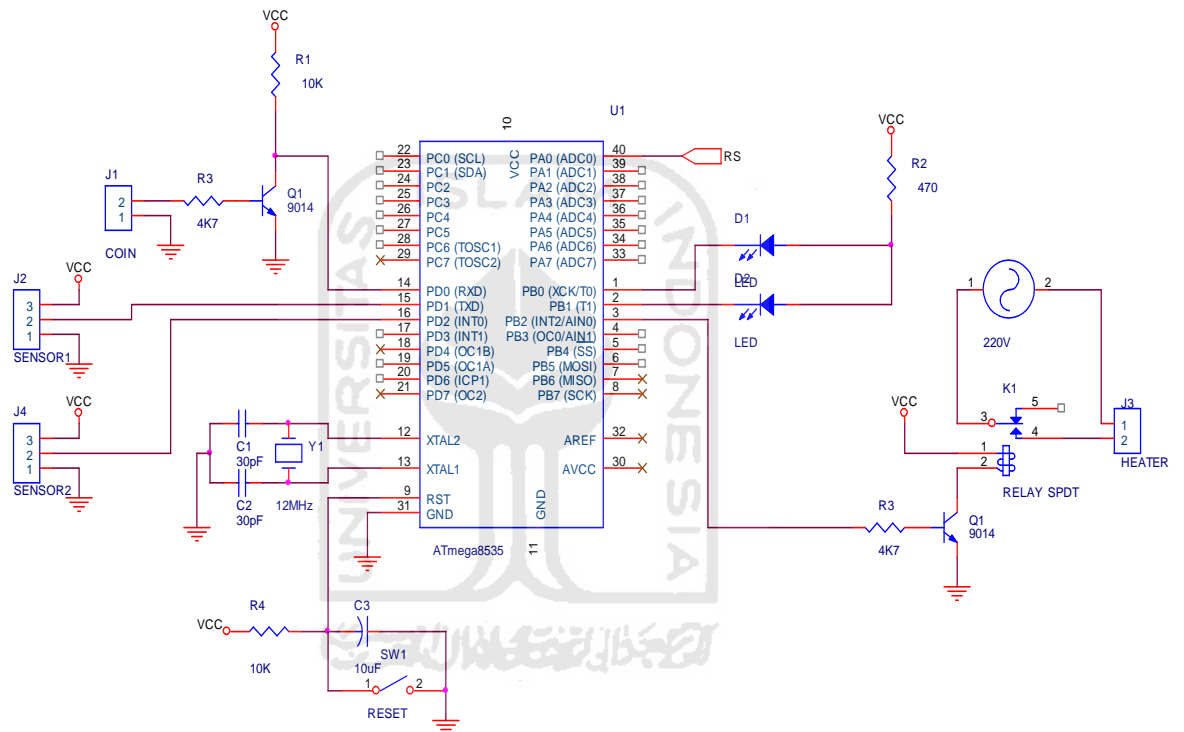 VCC
R1
10K
J1
2
1
COIN
R3
4K7
Q1
9014
U1
10
VCC
22 PC0 (SCL)
23 PC1 (SDA)
24 PC2
25 PC3
26 PC4
27 PC5
28 PC6 (TOSC1)
29 PC7 (TOSC2)
14 PD0 (RXD)
15 PD1 (TXD)
16 PD2 (INT0)
17 PD3 (INT1)
18 PD4 (OC1B)
19 PD5 (OC1A)
20 PD6 (ICP1)
21 PD7 (OC2)
12 XTAL2
13 XTAL1
9 RST
31 GND
PA0 (ADC0) 40
PA1 (ADC1) 39
PA2 (ADC2) 38
PA3 (ADC3) 37
PA4 (ADC4) 36
PA5 (ADC5) 35
PA6 (ADC6) 34
PA7 (ADC7) 33
PB0 (XCK/T0) 1
PB1 (T1) 2
PB2 (INT2/AIN0) 3
PB3 (OC0/AIN1) 4
PB4 (SS) 5
PB5 (MOSI) 6
PB6 (MISO) 7
PB7 (SCK) 8
AREF 32
AVCC 30
GND
11
ATmega8535
RS
VCC
R2
470
D1
LED
D2
LED
J2
VCC
3
2
1
SENSOR1
J4
VCC
3
2
1
SENSOR2
C1
30pF
C2
30pF
Y1
12MHz
1
2
220V
VCC
K1
5
3
4
1
2
RELAY SPDT
J3
1
2
HEATER
R3
4K7
Q1
9014
VCC
R4
10K
C3
10uF
SW1
1
2
RESET
UNIVERSITAS
ISLAM
INDONESIA